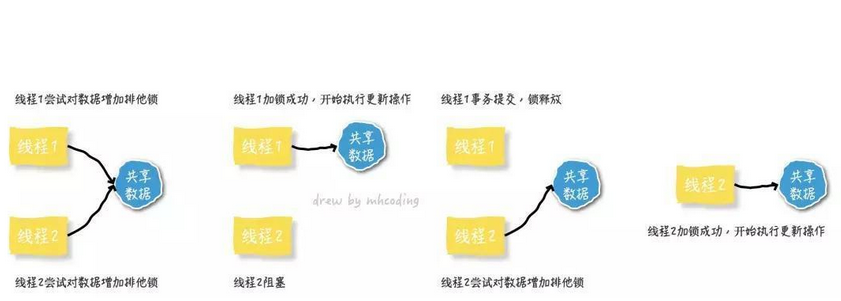 线程1尝试对数据增加排他锁
线程1
共享
数据
线程2
线程2尝试对数据增加排他锁
线程1加锁成功，开始执行更新操作
线程1
共享
数据
drew by mhcoding
线程2
线程2阻塞
线程1事务提交，锁释放
线程1
共享
数据
线程2
线程2尝试对数据增加排他锁
线程2
共享
数据
线程2加锁成功，开始执行更新操作